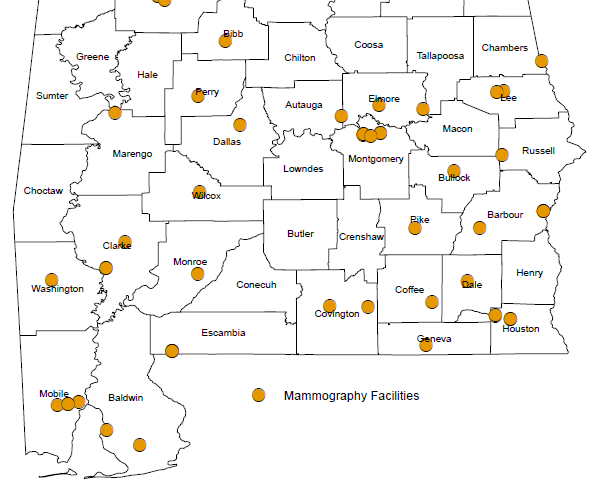 Bibb
Coosa
Chambers
Greene
Chilton
Tallapoosa
Hale
Sumter
Perry
Autauga
Elmore
Lee
Macon
Dallas
Marengo
Russell
Montgomery
Lowndes
Bullock
Choctaw
Wilcox
Barbour
Pike
Butler
Crenshaw
Clarke
Monroe
Henry
Conecuh
Washington
Coffee
Dale
Covington
Escambia
Houston
Geneva
Mobile
Baldwin
Mammography Facilities